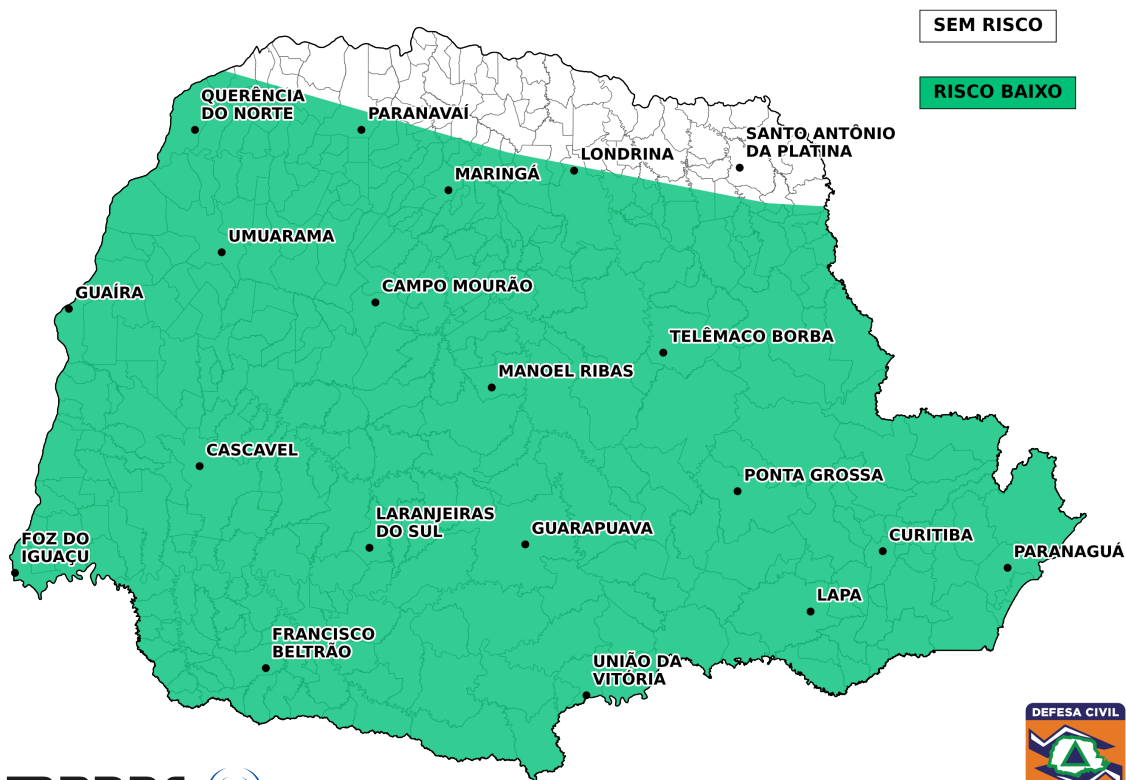 SEM RISCO
RISCO BAIXO
QUERÊNCIA
DO NORTE
PARANAVAÍ
SANTO ANTÔNIO
DA PLATINA
LONDRINA
MARINGÁ
UMUARAMA
CAMPO MOURÃO
GUAÍRA
TELÊMACO BORBA
MANOEL RIBAS
CASCAVEL
PONTA GROSSA
LARANJEIRAS
DO SUL
GUARAPUAVA
CURITIBA
FOZ DO
IGUAÇU
PARANAGUÁ
LAPA
FRANCISCO
BELTRÃO
UNIÃO DA
VITÓRIA
DEFESA CIVIL